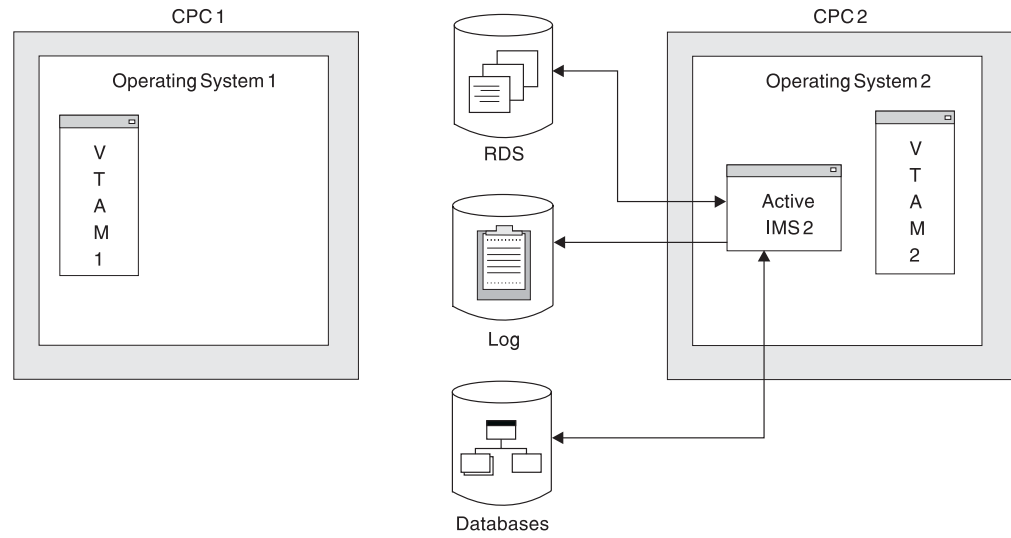 CPC 1
Operating System 1
V
T
A
M
1
RDS
Log
Databases
CPC 2
Operating System 2
Active
IMS 2
V
T
A
M
2